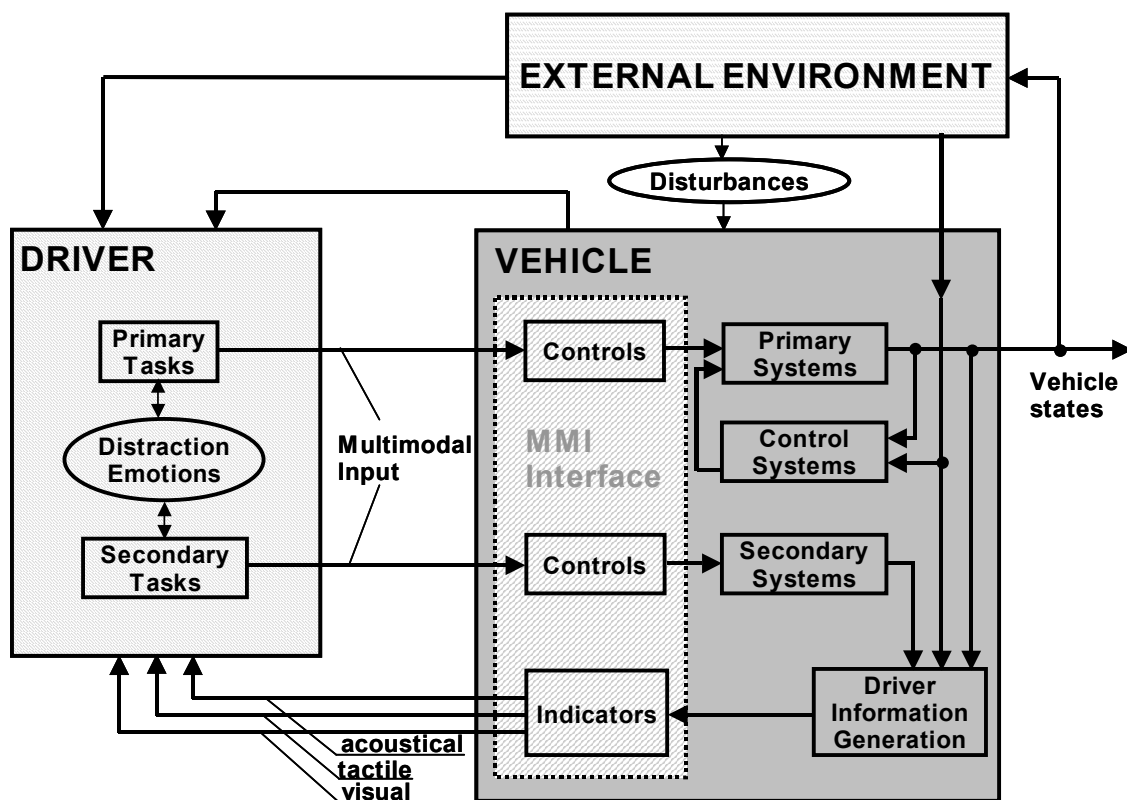 EXTERNAL ENVIRONMENT
Disturbances
DRIVER
VEHICLE
Primary
Tasks
Controls
Primary
Systems
Vehicle
states
Distraction
Emotions
Multimodal
Input
MMI
Interface
Control
Systems
Secondary
Tasks
Controls
Secondary
Systems
Indicators
Driver
Information
Generation
acoustical
tactile
visual